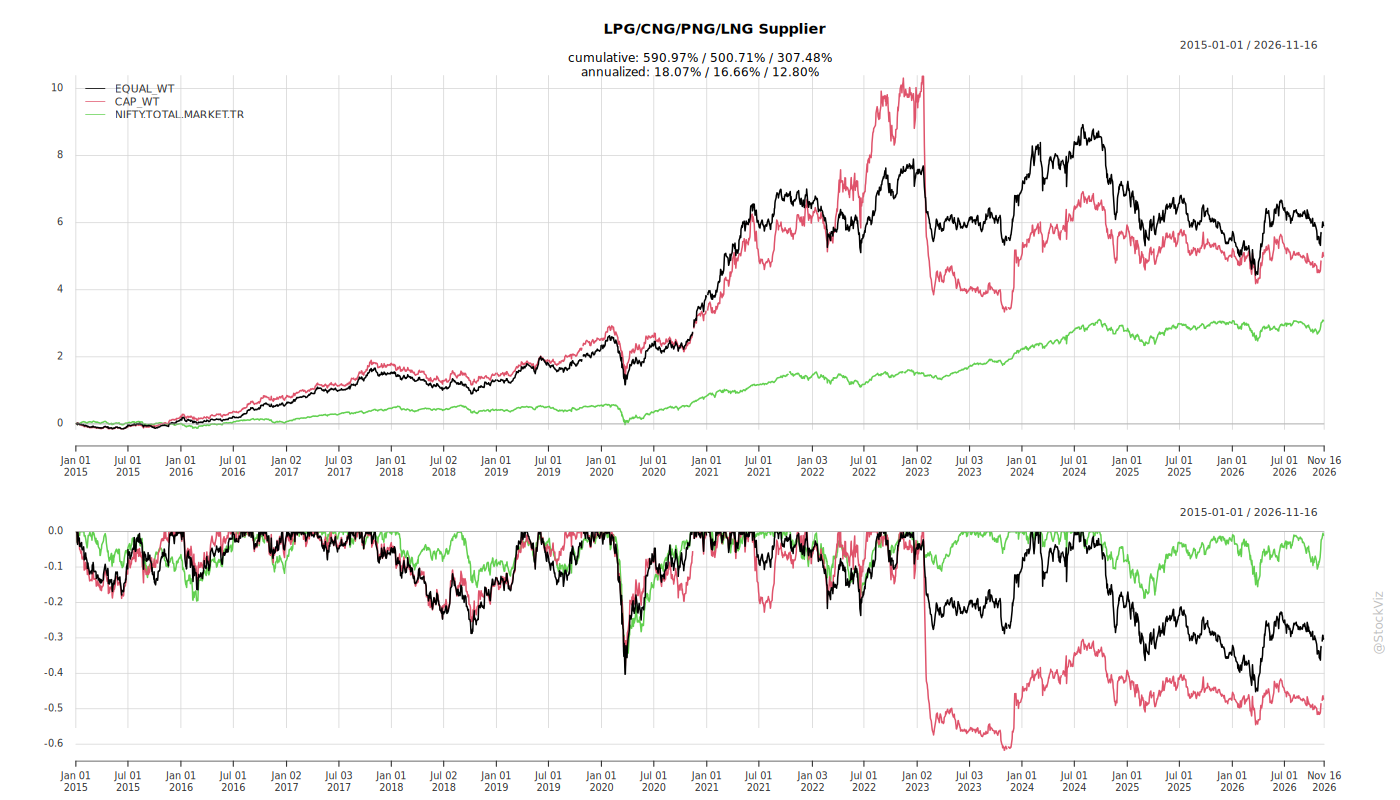 LPG/CNG/PNG/LNG Supplier
2015-01-01 / 2026-11-16
cumulative: 590.97% / 500.71% / 307.48%
annualized: 18.07% / 16.66% / 12.80%
EQUAL_WT
CAP_WT
NIFTY.TOTAL.MARKET.TR
10
8
6
4
2
0
Jan 01 Jul 01 Jan 01 Jul 01 Jan 02 Jul 03 Jan 01 Jul 02 Jan 01 Jul 01 Jan 01 Jul 01 Jan 01 Jul 01 Jan 03 Jul 01 Jan 02 Jul 03 Jan 01 Jul 01 Jan 01 Jul 01 Jan 01 Jul 01 Nov 16
2015 2015 2016 2016 2017 2017 2018 2018 2019 2019 2020 2020 2021 2021 2022 2022 2023 2023 2024 2024 2025 2025 2026 2026 2026
2015-01-01 / 2026-11-16
0.0
-0.1
-0.2
-0.3
-0.4
-0.5
-0.6
Jan 01 Jul 01 Jan 01 Jul 01 Jan 02 Jul 03 Jan 01 Jul 02 Jan 01 Jul 01 Jan 01 Jul 01 Jan 01 Jul 01 Jan 03 Jul 01 Jan 02 Jul 03 Jan 01 Jul 01 Jan 01 Jul 01 Jan 01 Jul 01 Nov 16
2015 2015 2016 2016 2017 2017 2018 2018 2019 2019 2020 2020 2021 2021 2022 2022 2023 2023 2024 2024 2025 2025 2026 2026 2026
@StockViz